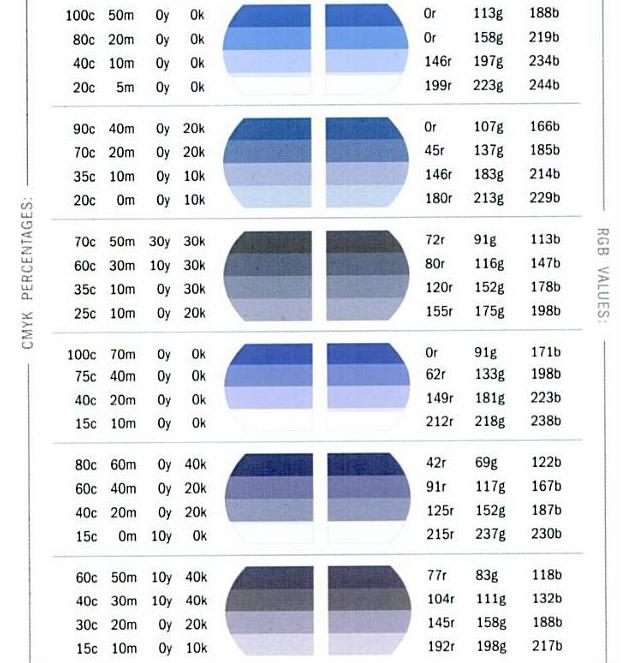 CMYK PERCENTAGES:
100c 50m 0y 0k 0r 113g 188b
80c 20m 0y 0k 0r 158g 219b
40c 10m 0y 0k 146r 197g 234b
20c 5m 0y 0k 199r 223g 244b
90c 40m 0y 20k 0r 107g 166b
70c 20m 0y 20k 45r 137g 185b
35c 10m 0y 10k 146r 183g 214b
20c 0m 0y 10k 180r 213g 229b
70c 50m 30y 30k 72r 91g 113b
60c 30m 10y 30k 80r 116g 147b
35c 10m 0y 30k 120r 152g 178b
25c 10m 0y 20k 155r 175g 198b
100c 70m 0y 0k 0r 91g 171b
75c 40m 0y 0k 62r 133g 198b
40c 20m 0y 0k 149r 181g 223b
15c 10m 0y 0k 212r 218g 238b
80c 60m 0y 40k 42r 69g 122b
60c 40m 0y 20k 91r 117g 167b
40c 20m 0y 20k 125r 152g 187b
15c 0m 10y 0k 215r 237g 230b
60c 50m 10y 40k 77r 83g 118b
40c 30m 10y 40k 104r 111g 132b
30c 20m 0y 20k 145r 158g 188b
15c 10m 0y 10k 192r 198g 217b
RGB VALUES: